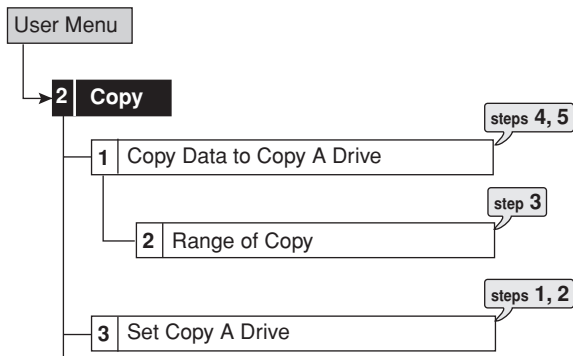 User Menu
2 Copy
steps 4, 5
1 Copy Data to Copy A Drive
step 3
2 Range of Copy
steps 1, 2
3 Set Copy A Drive